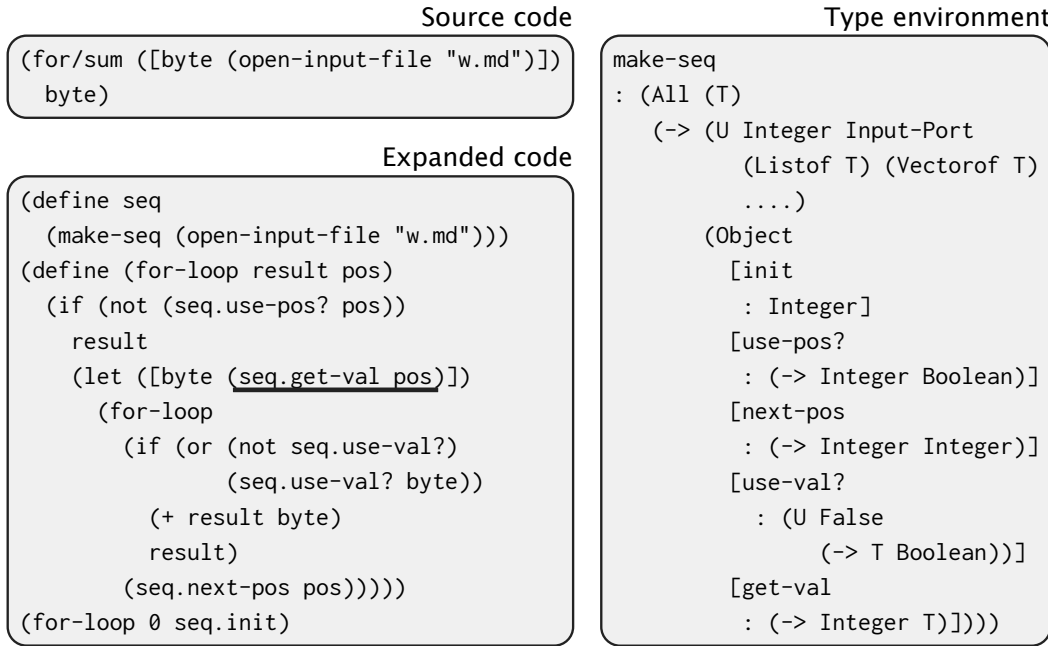 Source code
(for/sum ([byte (open-input-file "w.md")])
  byte)
Expanded code
(define seq
  (make-seq (open-input-file "w.md")))
(define (for-loop result pos)
  (if (not (seq.use-pos? pos))
    result
    (let ([byte (seq.get-val pos)])
      (for-loop
        (if (or (not seq.use-val?)
                (seq.use-val? byte))
          (+ result byte)
          result)
        (seq.next-pos pos)))))
(for-loop 0 seq.init)
Type environment
make-seq
: (All (T)
   (-> (U Integer Input-Port
          (Listof T) (Vectorof T)
          ....)
       (Object
         [init
          : Integer]
         [use-pos?
          : (-> Integer Boolean)]
         [next-pos
          : (-> Integer Integer)]
         [use-val?
           : (U False
                (-> T Boolean))]
         [get-val
          : (-> Integer T)])))